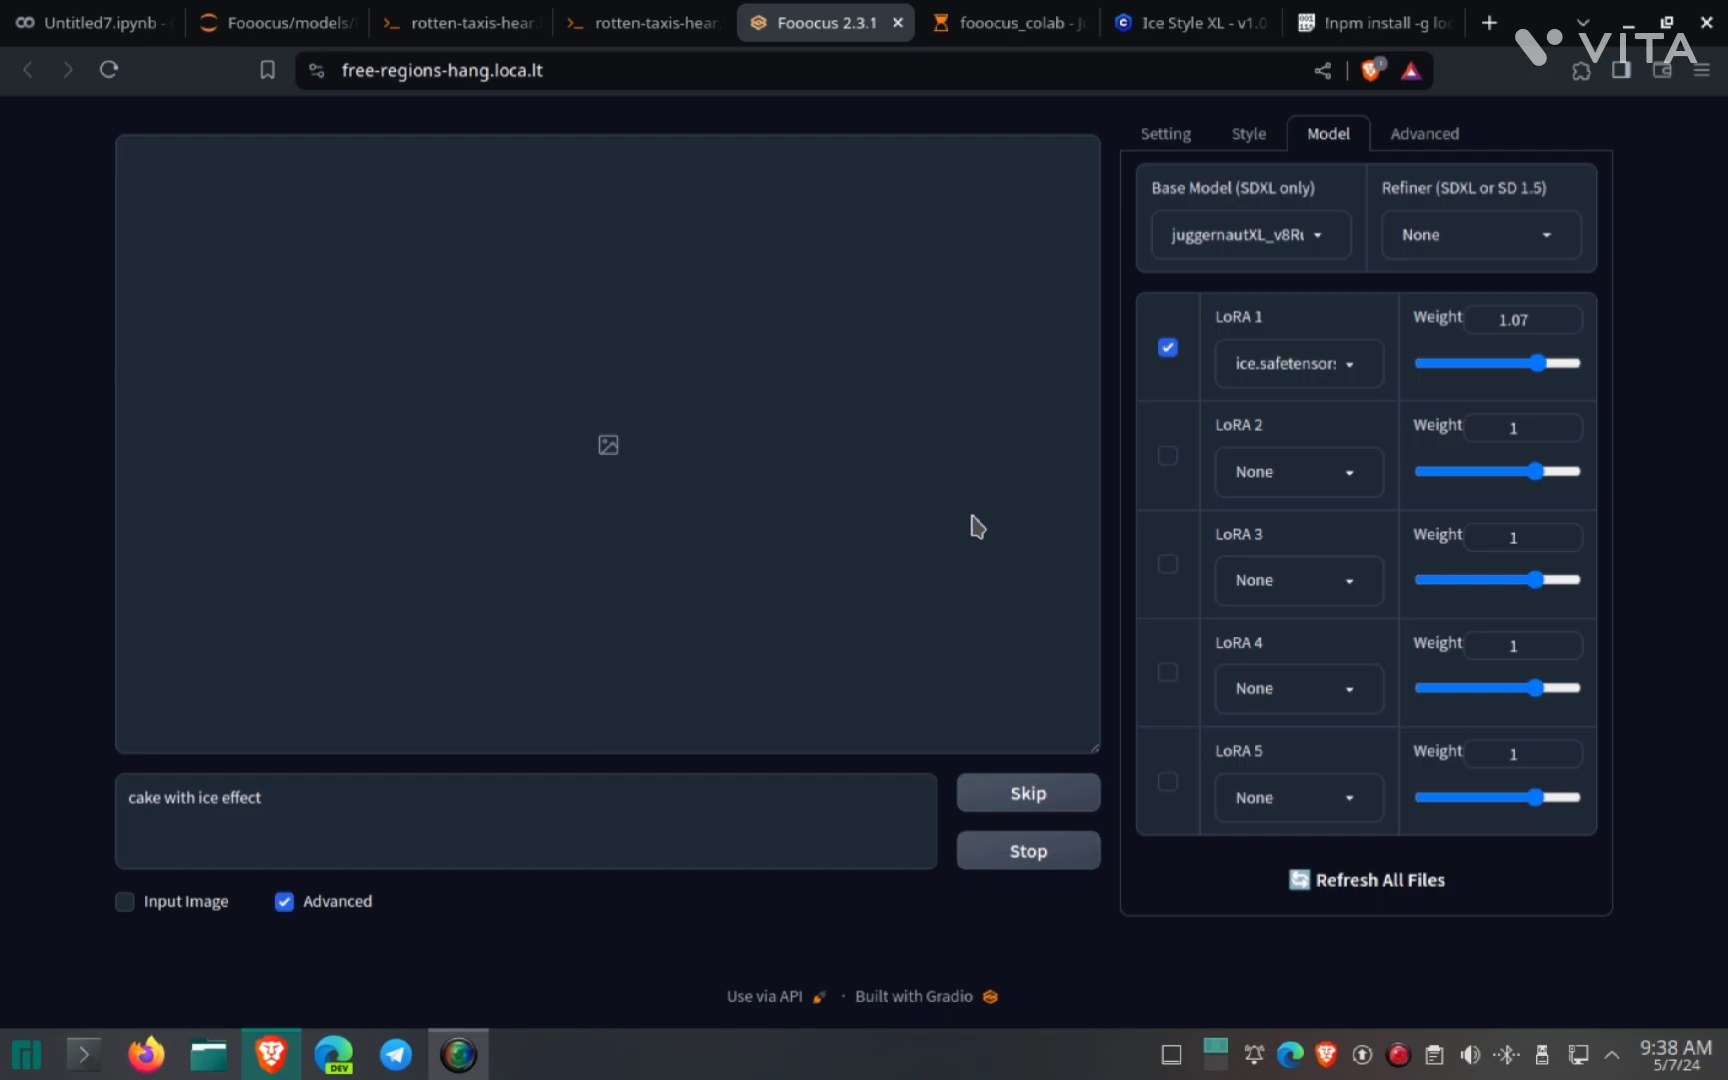 Untitled7.ipynb -
Fooocus/models/
rotten-taxis-hear.
rotten-taxis-hear.
Fooocus 2.3.1
fooocus_colab - Ju
Ice Style XL - v1.0
!npm install -g loc
VITA
free-regions-hang.loca.lt
Setting
Style
Model
Advanced
Base Model (SDXL only)
Refiner (SDXL or SD 1.5)
juggernautXL_v8Ru
None
LoRA 1
Weight
1.07
ice.safetensors
LoRA 2
Weight
1
None
LoRA 3
Weight
1
None
LoRA 4
Weight
1
None
LoRA 5
Weight
1
None
cake with ice effect
Skip
Stop
Refresh All Files
Input Image
Advanced
Use via API
·
Built with Gradio
DEV
9:38 AM
5/7/24